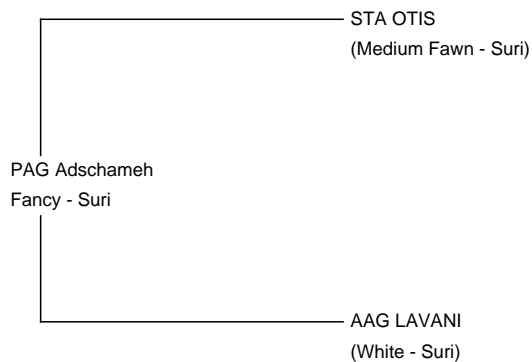 STA OTIS
(Medium Fawn - Suri)
PAG Adschameh
Fancy - Suri
AAG LAVANI
(White - Suri)